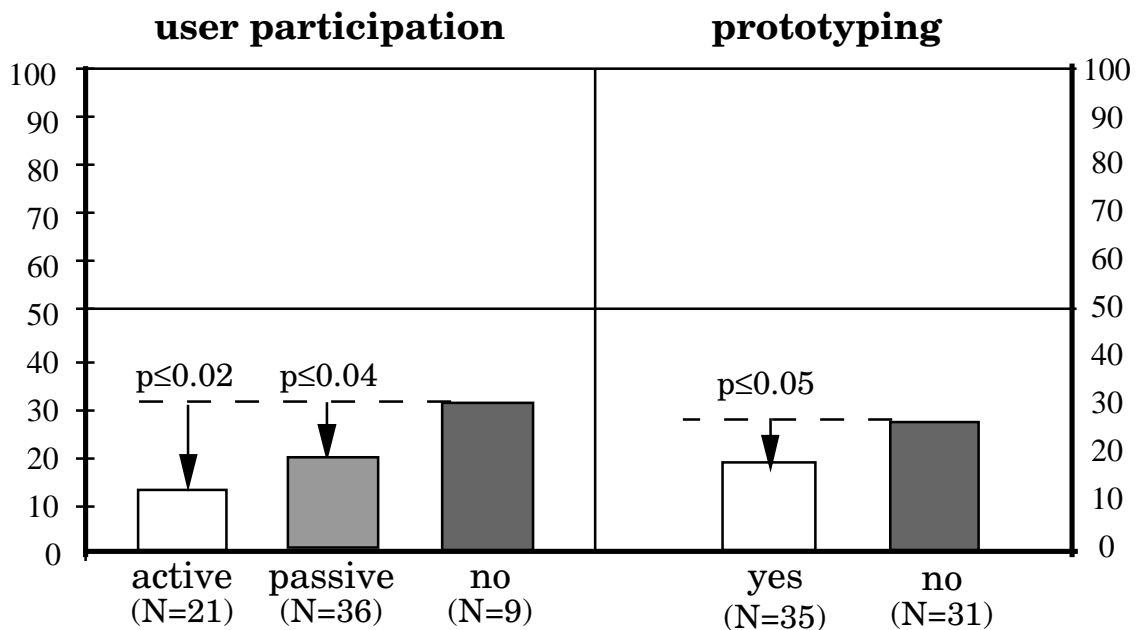 user participation prototyping
100 100
90 90
80 80
70 70
60 60
50 50
40 40
p≤0.02 p≤0.04 p≤0.05
30 30
20 20
10 10
0 0
active passive no yes no
(N=21) (N=36) (N=9) (N=35) (N=31)